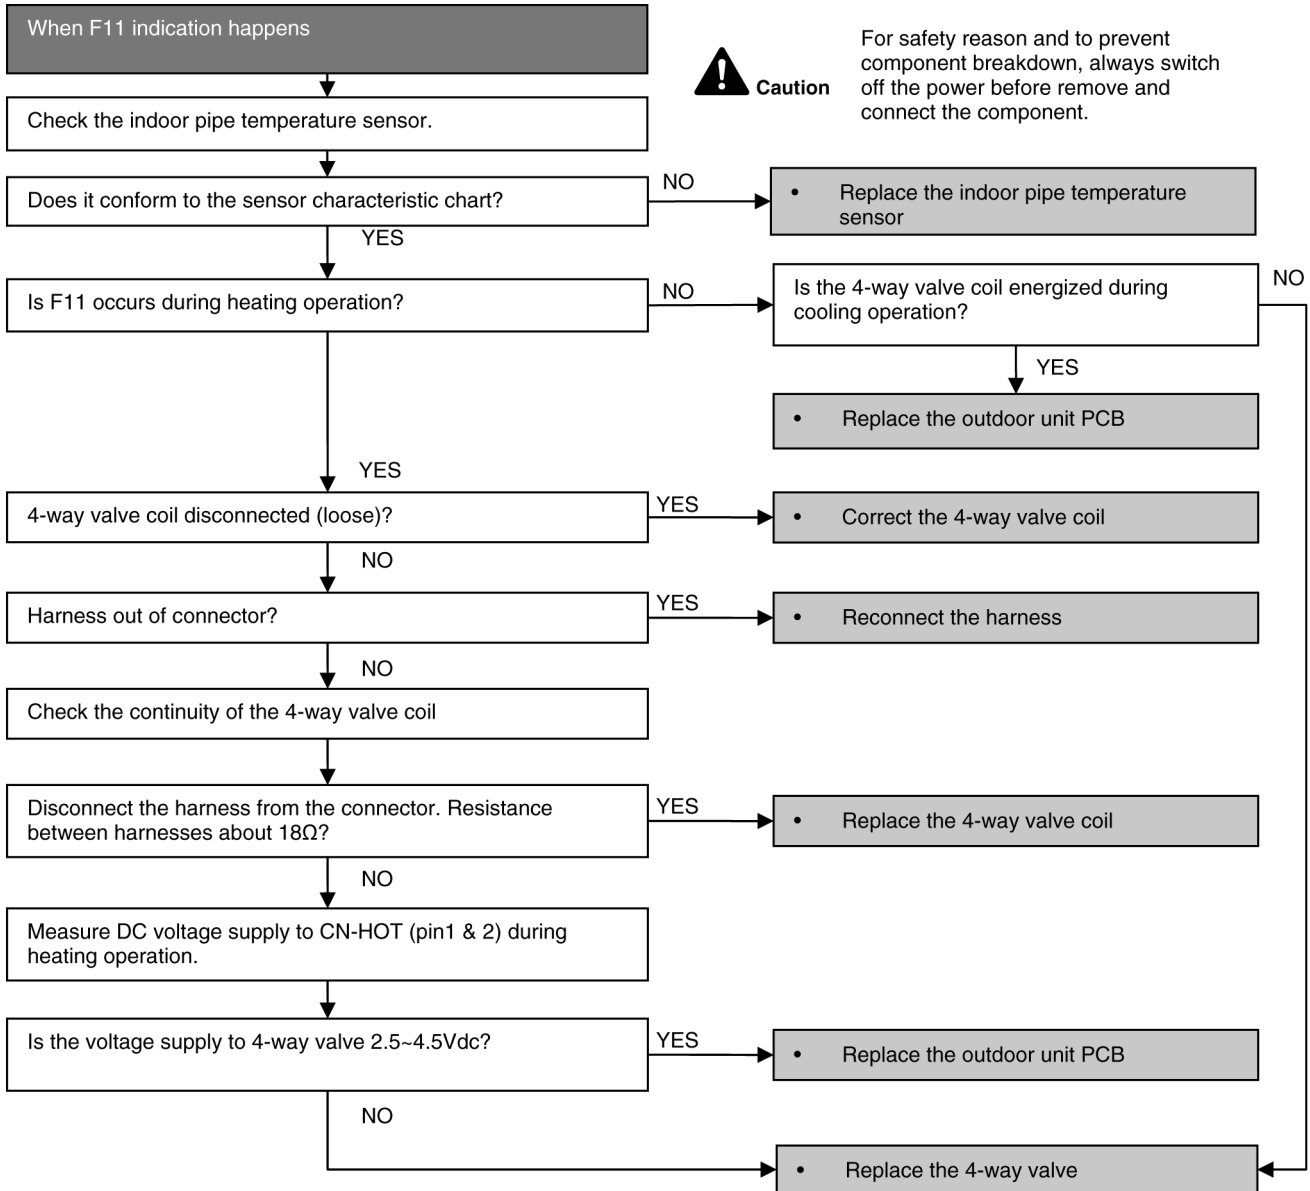 When F11 indication happens
Caution
For safety reason and to prevent
component breakdown, always switch
off the power before remove and
connect the component.
Check the indoor pipe temperature sensor.
Does it conform to the sensor characteristic chart?
NO
• Replace the indoor pipe temperature
sensor
YES
Is F11 occurs during heating operation?
NO
Is the 4-way valve coil energized during
cooling operation?
NO
YES
• Replace the outdoor unit PCB
YES
4-way valve coil disconnected (loose)?
YES
• Correct the 4-way valve coil
NO
Harness out of connector?
YES
• Reconnect the harness
NO
Check the continuity of the 4-way valve coil
Disconnect the harness from the connector. Resistance
between harnesses about 18Ω?
YES
• Replace the 4-way valve coil
NO
Measure DC voltage supply to CN-HOT (pin1 & 2) during
heating operation.
Is the voltage supply to 4-way valve 2.5~4.5Vdc?
YES
• Replace the outdoor unit PCB
NO
• Replace the 4-way valve